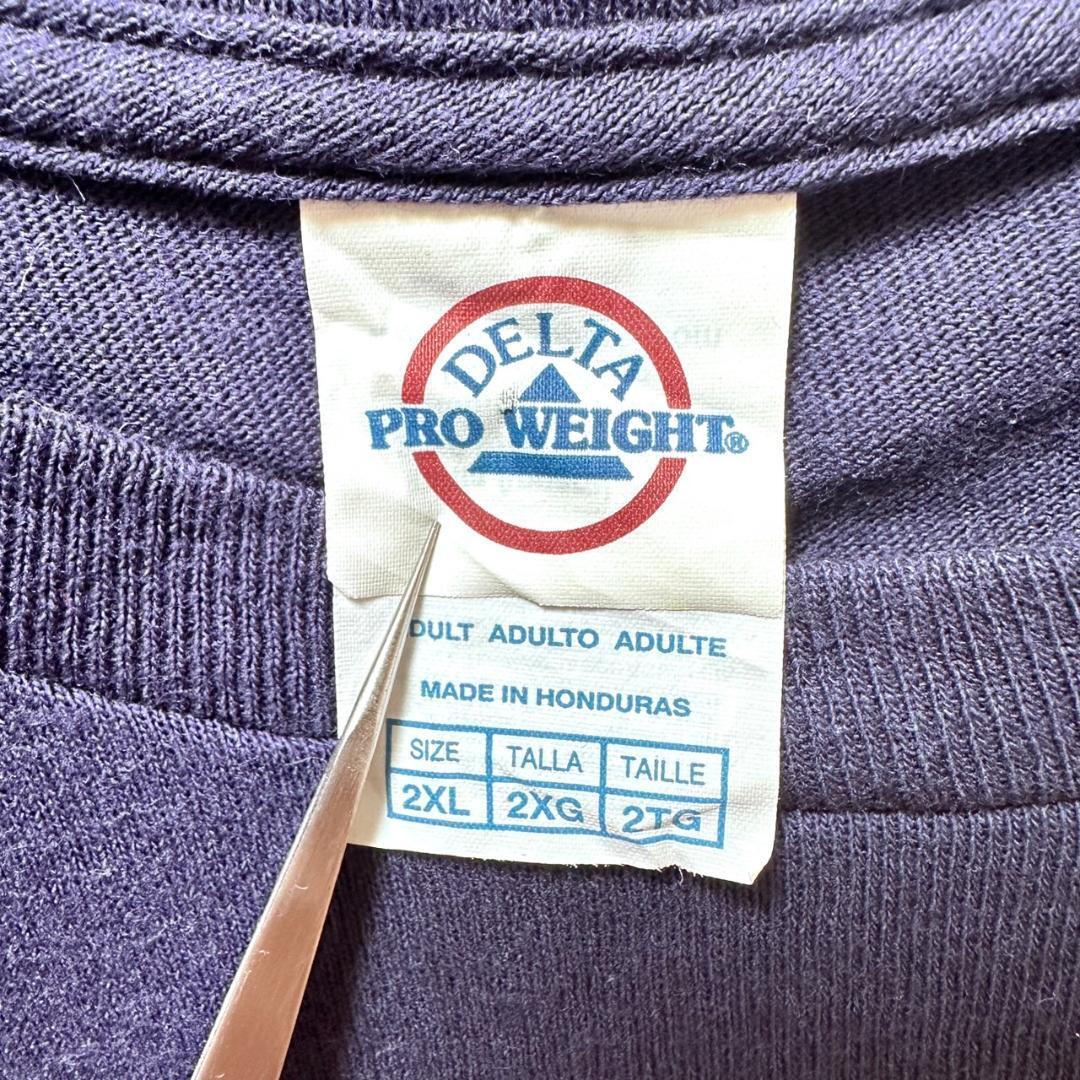 DELTA
PRO WEIGHT®
DULT ADULTO ADULTE
MADE IN HONDURAS
SIZE TALLA TAILLE
2XL 2XG 2TG